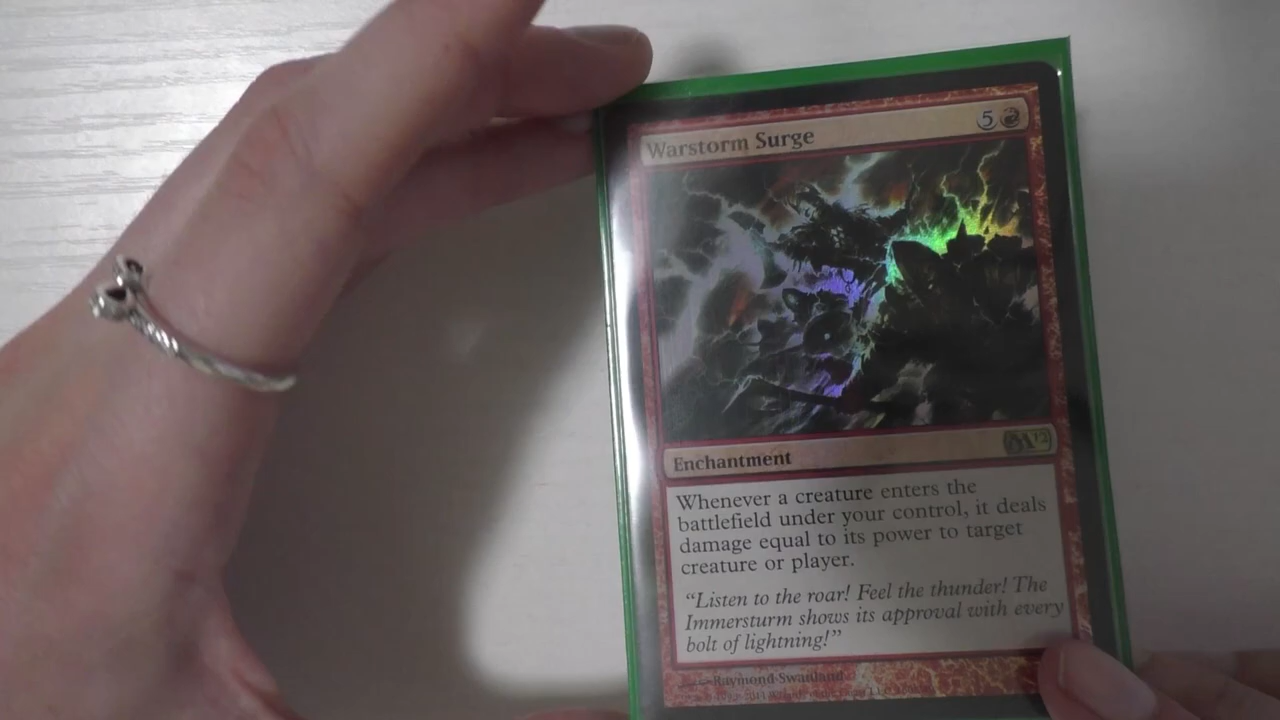 Warstorm Surge 5
Enchantment M12
Whenever a creature enters the
battlefield under your control, it deals
damage equal to its power to target
creature or player.
“Listen to the roar! Feel the thunder! The
Immersturm shows its approval with every
bolt of lightning!”
Raymond Swanland